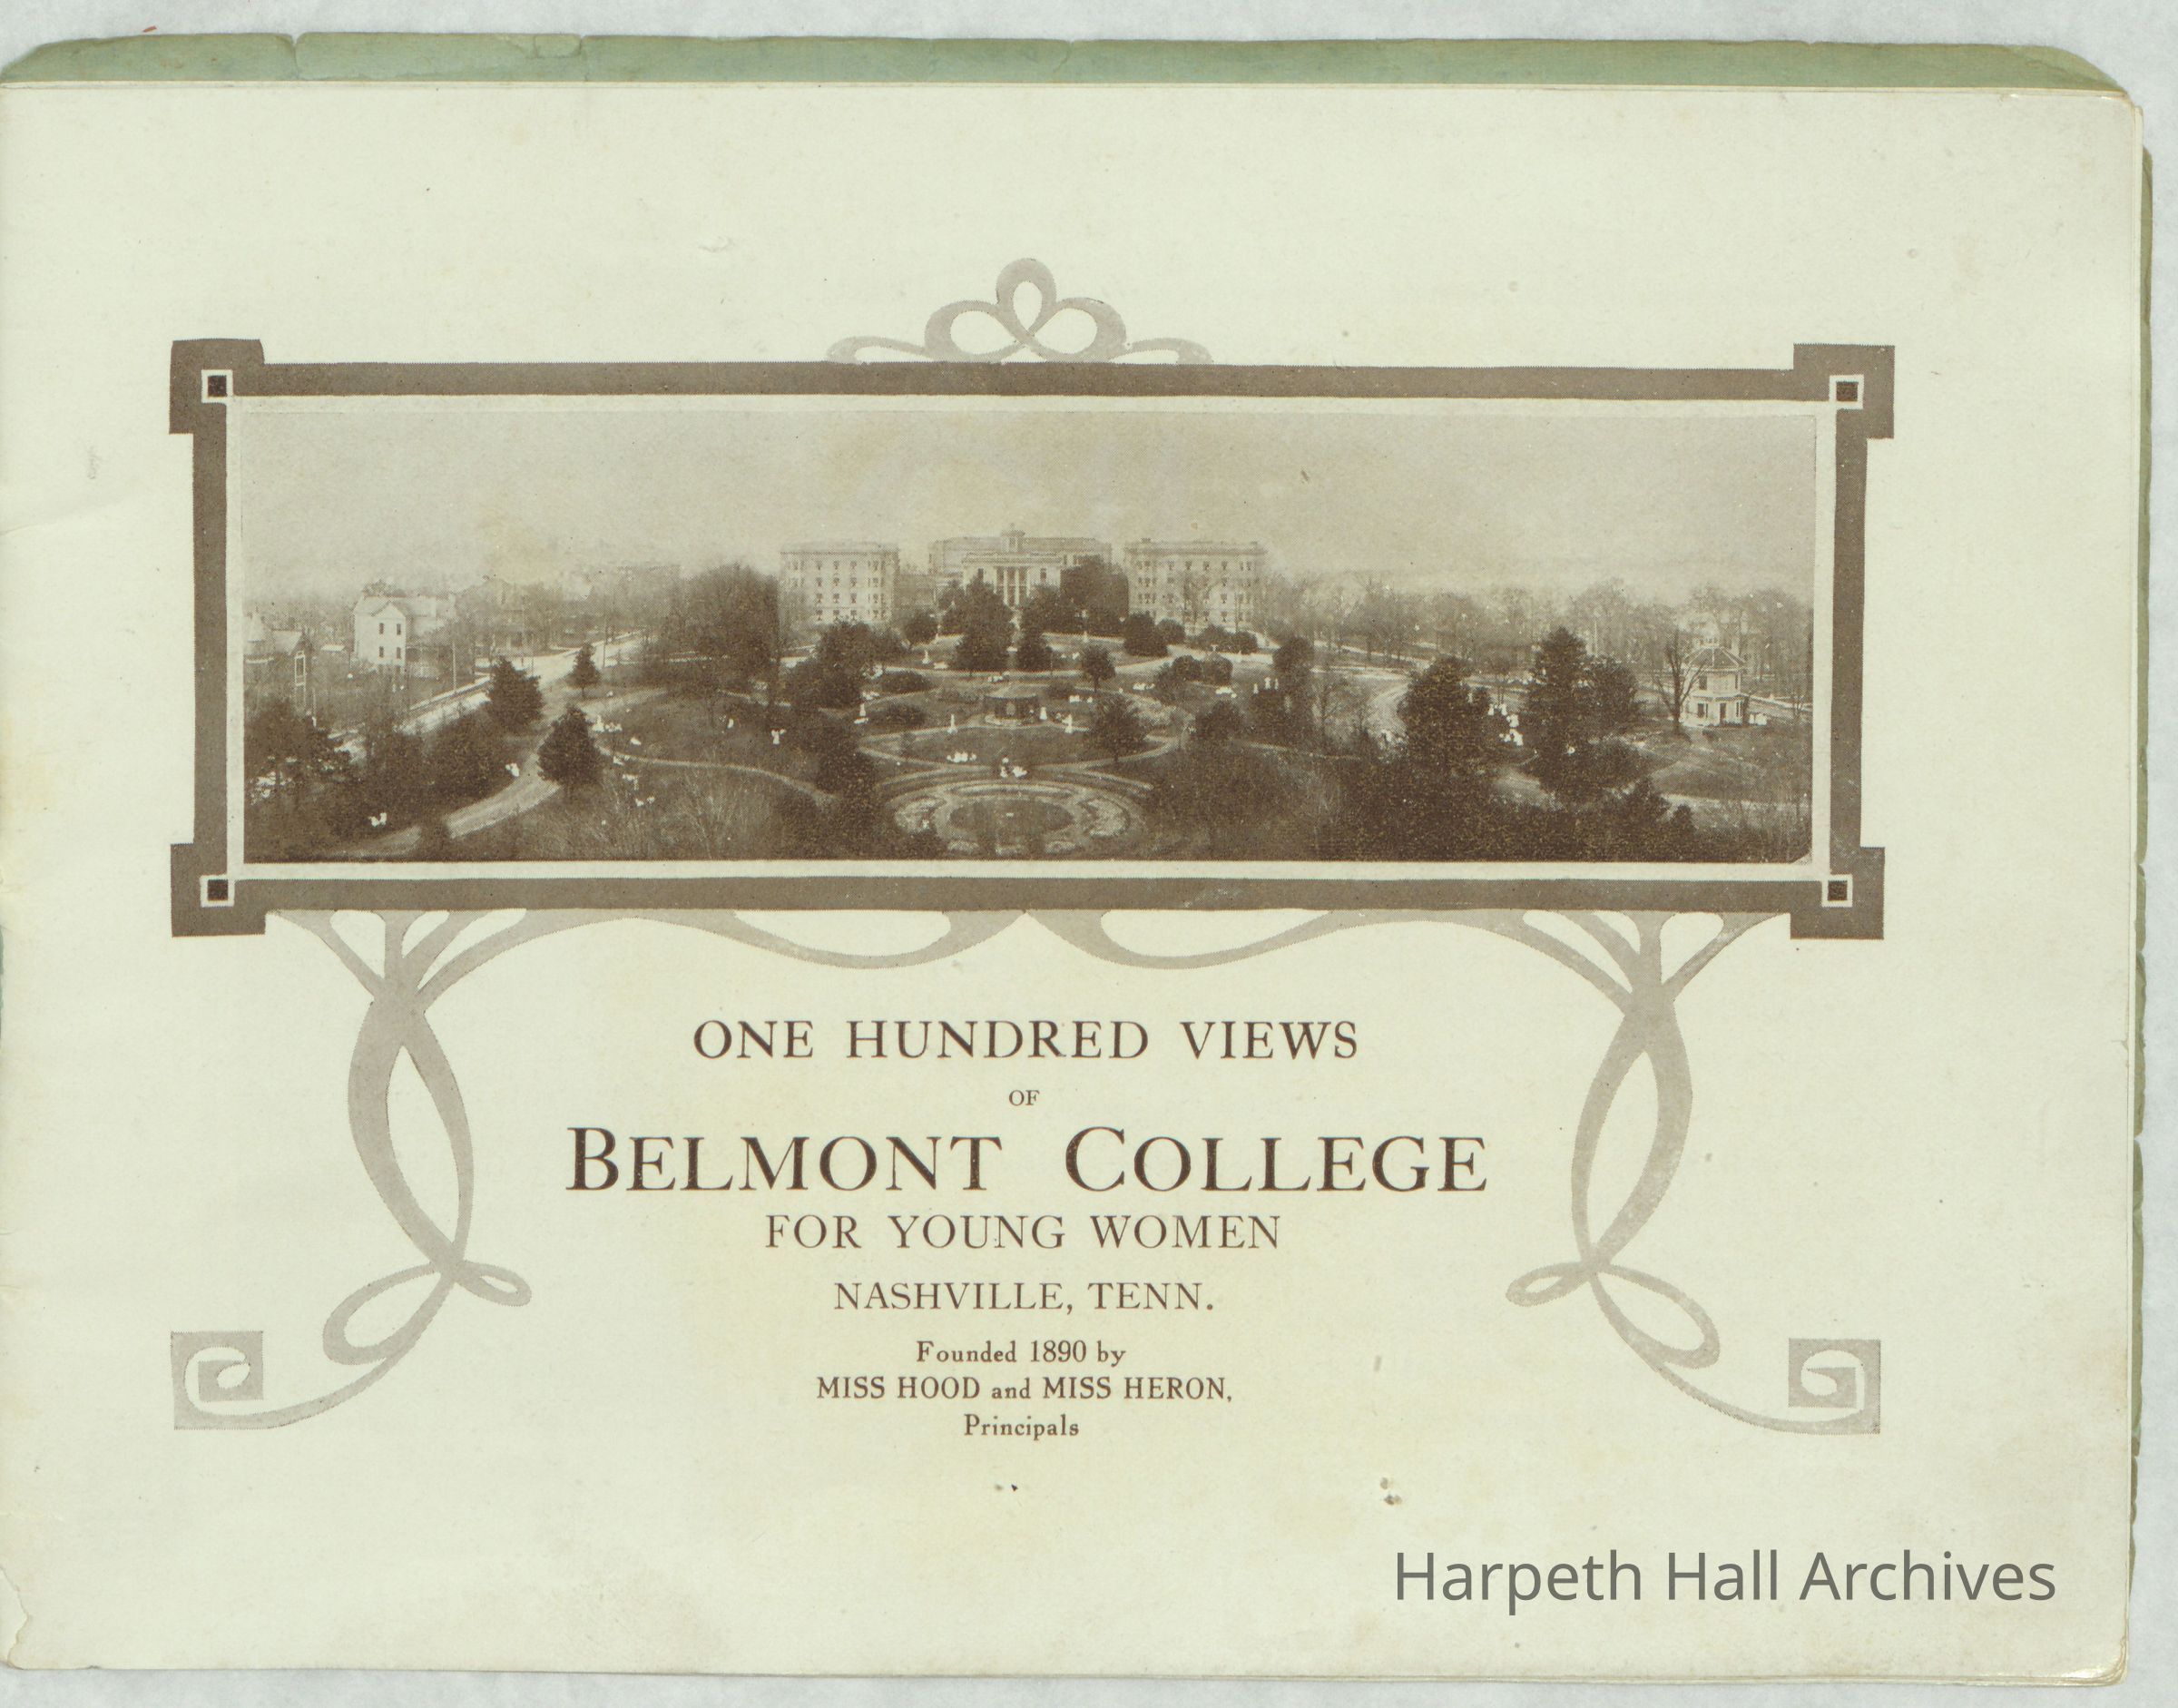 ONE HUNDRED VIEWS
OF
BELMONT COLLEGE
FOR YOUNG WOMEN
NASHVILLE, TENN.
Founded 1890 by
MISS HOOD and MISS HERON,
Principals
Harpeth Hall Archives